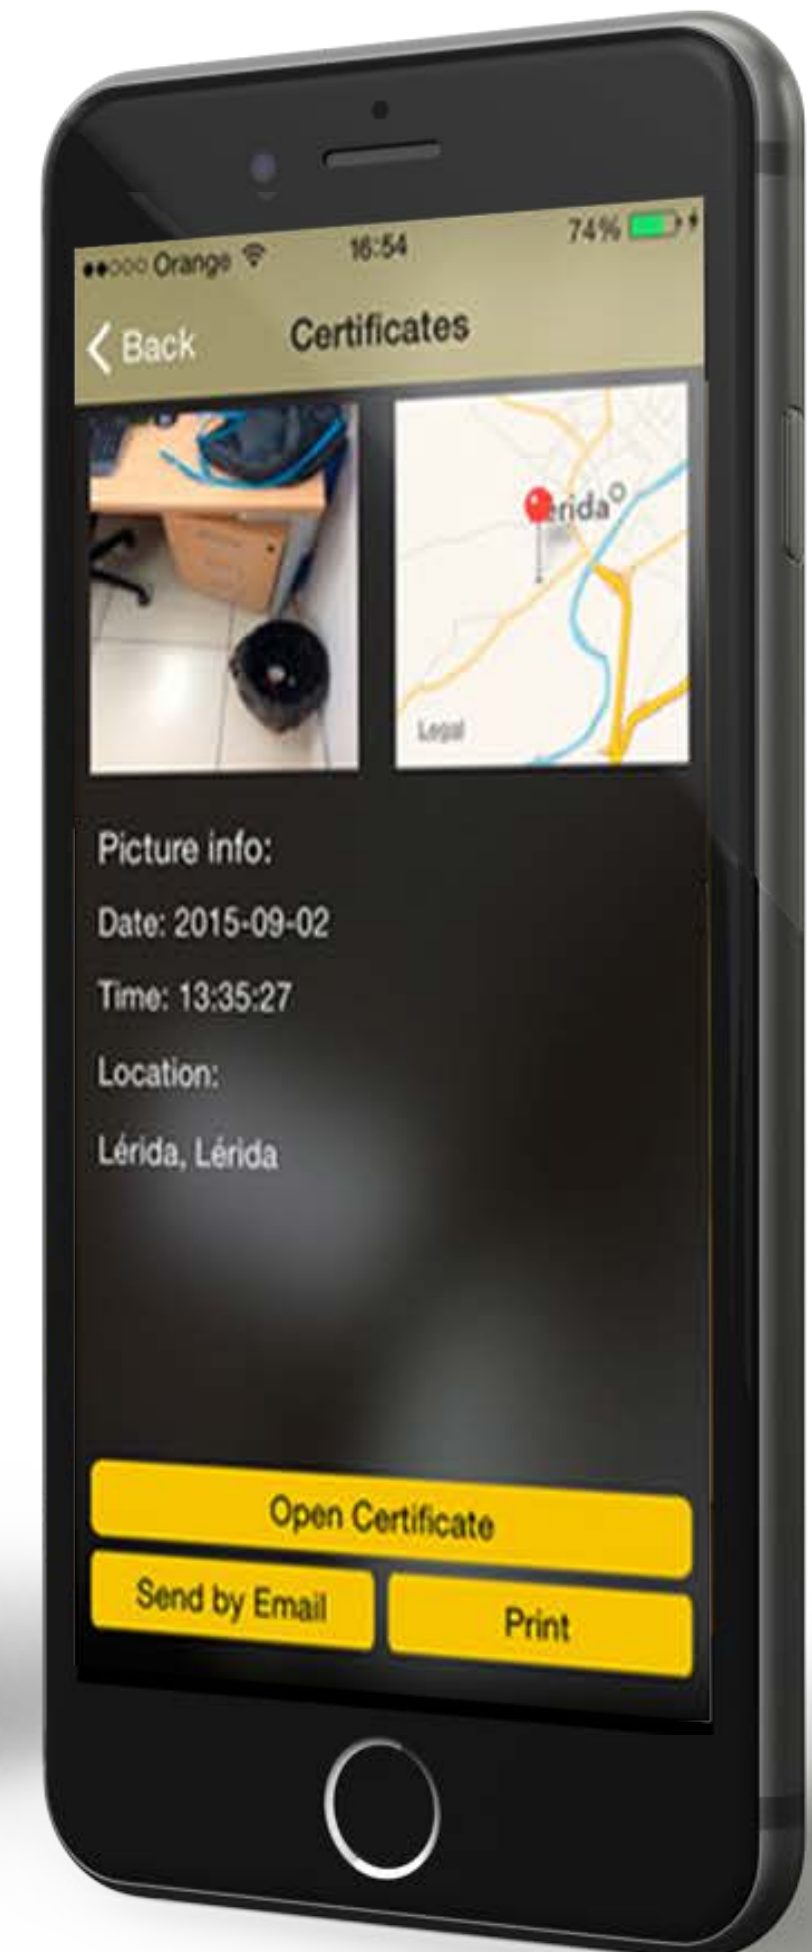 Orange 16:54 74%
Back Certificates
erida
Legal
Picture info:
Date: 2015-09-02
Time: 13:35:27
Location:
Lérida, Lérida
Open Certificate
Send by Email Print